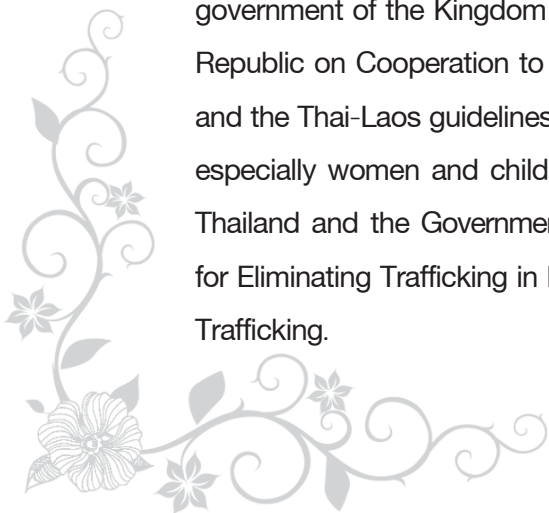 government of the Kingdom
Republic on Cooperation to
and the Thai-Laos guidelines
especially women and child
Thailand and the Governmen
for Eliminating Trafficking in
Trafficking.